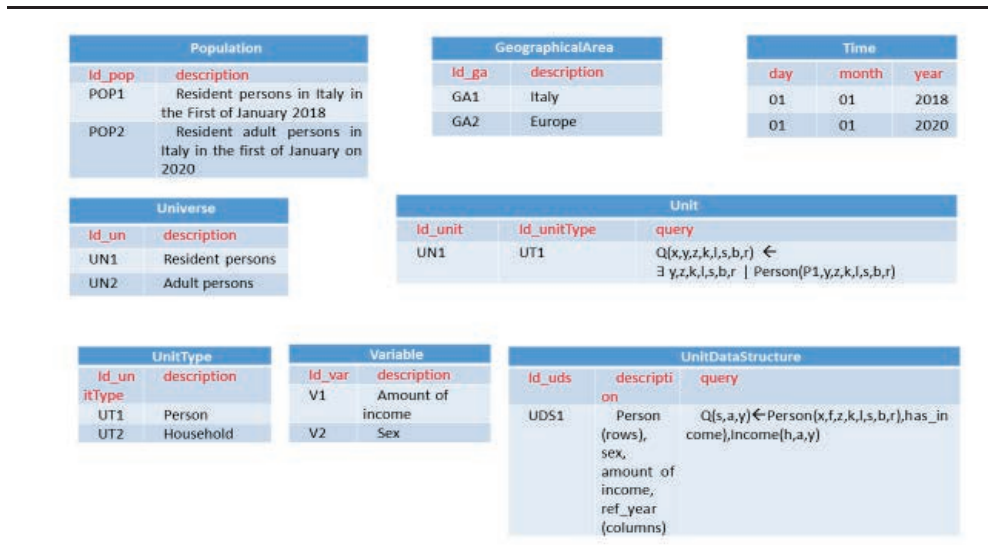 Population
Id_pop description
POP1 Resident persons in Italy in
the First of January 2018
POP2 Resident adult persons in
Italy in the first of January on
2020
GeographicalArea
Id_ga description
GA1 Italy
GA2 Europe
Time
day month year
01 01 2018
01 01 2020
Universe
Id_un description
UN1 Resident persons
UN2 Adult persons
Unit
Id_unit Id_unitType query
UN1 UT1 Q(x,y,z,k,l,s,b,r) ←
∃ y,z,k,l,s,b,r | Person(P1,y,z,k,l,s,b,r)
UnitType
Id_un description
itType
UT1 Person
UT2 Household
Variable
Id_var description
V1 Amount of
income
V2 Sex
UnitDataStructure
Id_uds descripti query
on
UDS1 Person Q(s,a,y)←Person(x,f,z,k,l,s,b,r),has_in
(rows), come),Income(h,a,y)
sex,
amount of
income,
ref_year
(columns)